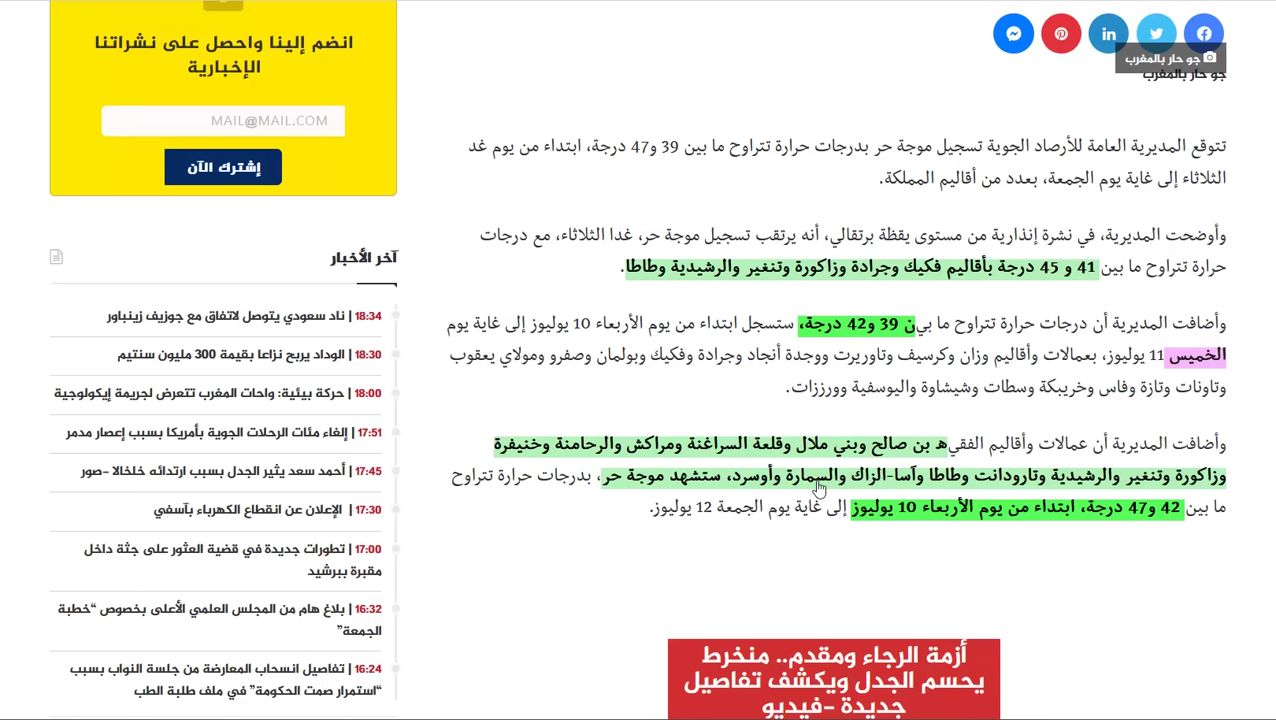 جو حار بالمغرب
جو حار بالمغرب
تتوقع المديرية العامة للأرصاد الجوية تسجيل موجة حر بدرجات حرارة تتراوح ما بين 39 و47 درجة، ابتداء من يوم غد
الثلاثاء إلى غاية يوم الجمعة، بعدد من أقاليم المملكة.
وأوضحت المديرية، في نشرة إنذارية من مستوى يقظة برتقالي، أنه يرتقب تسجيل موجة حر، غدا الثلاثاء، مع درجات
حرارة تتراوح ما بين 41 و 45 درجة بأقاليم فكيك وجرادة وزاكورة وتنغير والرشيدية وطاطا.
وأضافت المديرية أن درجات حرارة تتراوح ما بين 39 و42 درجة، ستسجل ابتداء من يوم الأربعاء 10 يوليوز إلى غاية يوم
الخميس 11 يوليوز، بعمالات وأقاليم وزان وكرسيف وتاوريرت ووجدة أنجاد وجرادة وفكيك وبولمان وصفرو ومولاي يعقوب
وتاونات وتازة وفاس وخريبكة وسطات وشيشاوة واليوسفية وورززات.
وأضافت المديرية أن عمالات وأقاليم الفقيه بن صالح وبني ملال وقلعة السراغنة ومراكش والرحامنة وخنيفرة
وزاكورة وتنغير والرشيدية وتارودانت وطاطا وآسا-الزاك والسمارة وأوسرد، ستشهد موجة حر، بدرجات حرارة تتراوح
ما بين 42 و47 درجة، ابتداء من يوم الأربعاء 10 يوليوز إلى غاية يوم الجمعة 12 يوليوز.
أزمة الرجاء ومقدم.. منخرط
يحسم الجدل ويكشف تفاصيل
جديدة -فيديو
انضم إلينا واحصل على نشراتنا
الإخبارية
MAIL@MAIL.COM
إشترك الآن
آخر الأخبار
18:34 | ناد سعودي يتوصل لاتفاق مع جوزيف زينباور
18:30 | الوداد يربح نزاعا بقيمة 300 مليون سنتيم
18:00 | حركة بيئية: واحات المغرب تتعرض لجريمة إيكولوجية
17:51 | إلغاء مئات الرحلات الجوية بأمريكا بسبب إعصار مدمر
17:45 | أحمد سعد يثير الجدل بسبب ارتدائه خلخالا -صور
17:30 | الإعلان عن انقطاع الكهرباء بآسفي
17:00 | تطورات جديدة في قضية العثور على جثة داخل
مقبرة ببرشيد
16:32 | بلاغ هام من المجلس العلمي الأعلى بخصوص “خطبة
الجمعة”
16:24 | تفاصيل انسحاب المعارضة من جلسة النواب بسبب
“استمرار صمت الحكومة” في ملف طلبة الطب